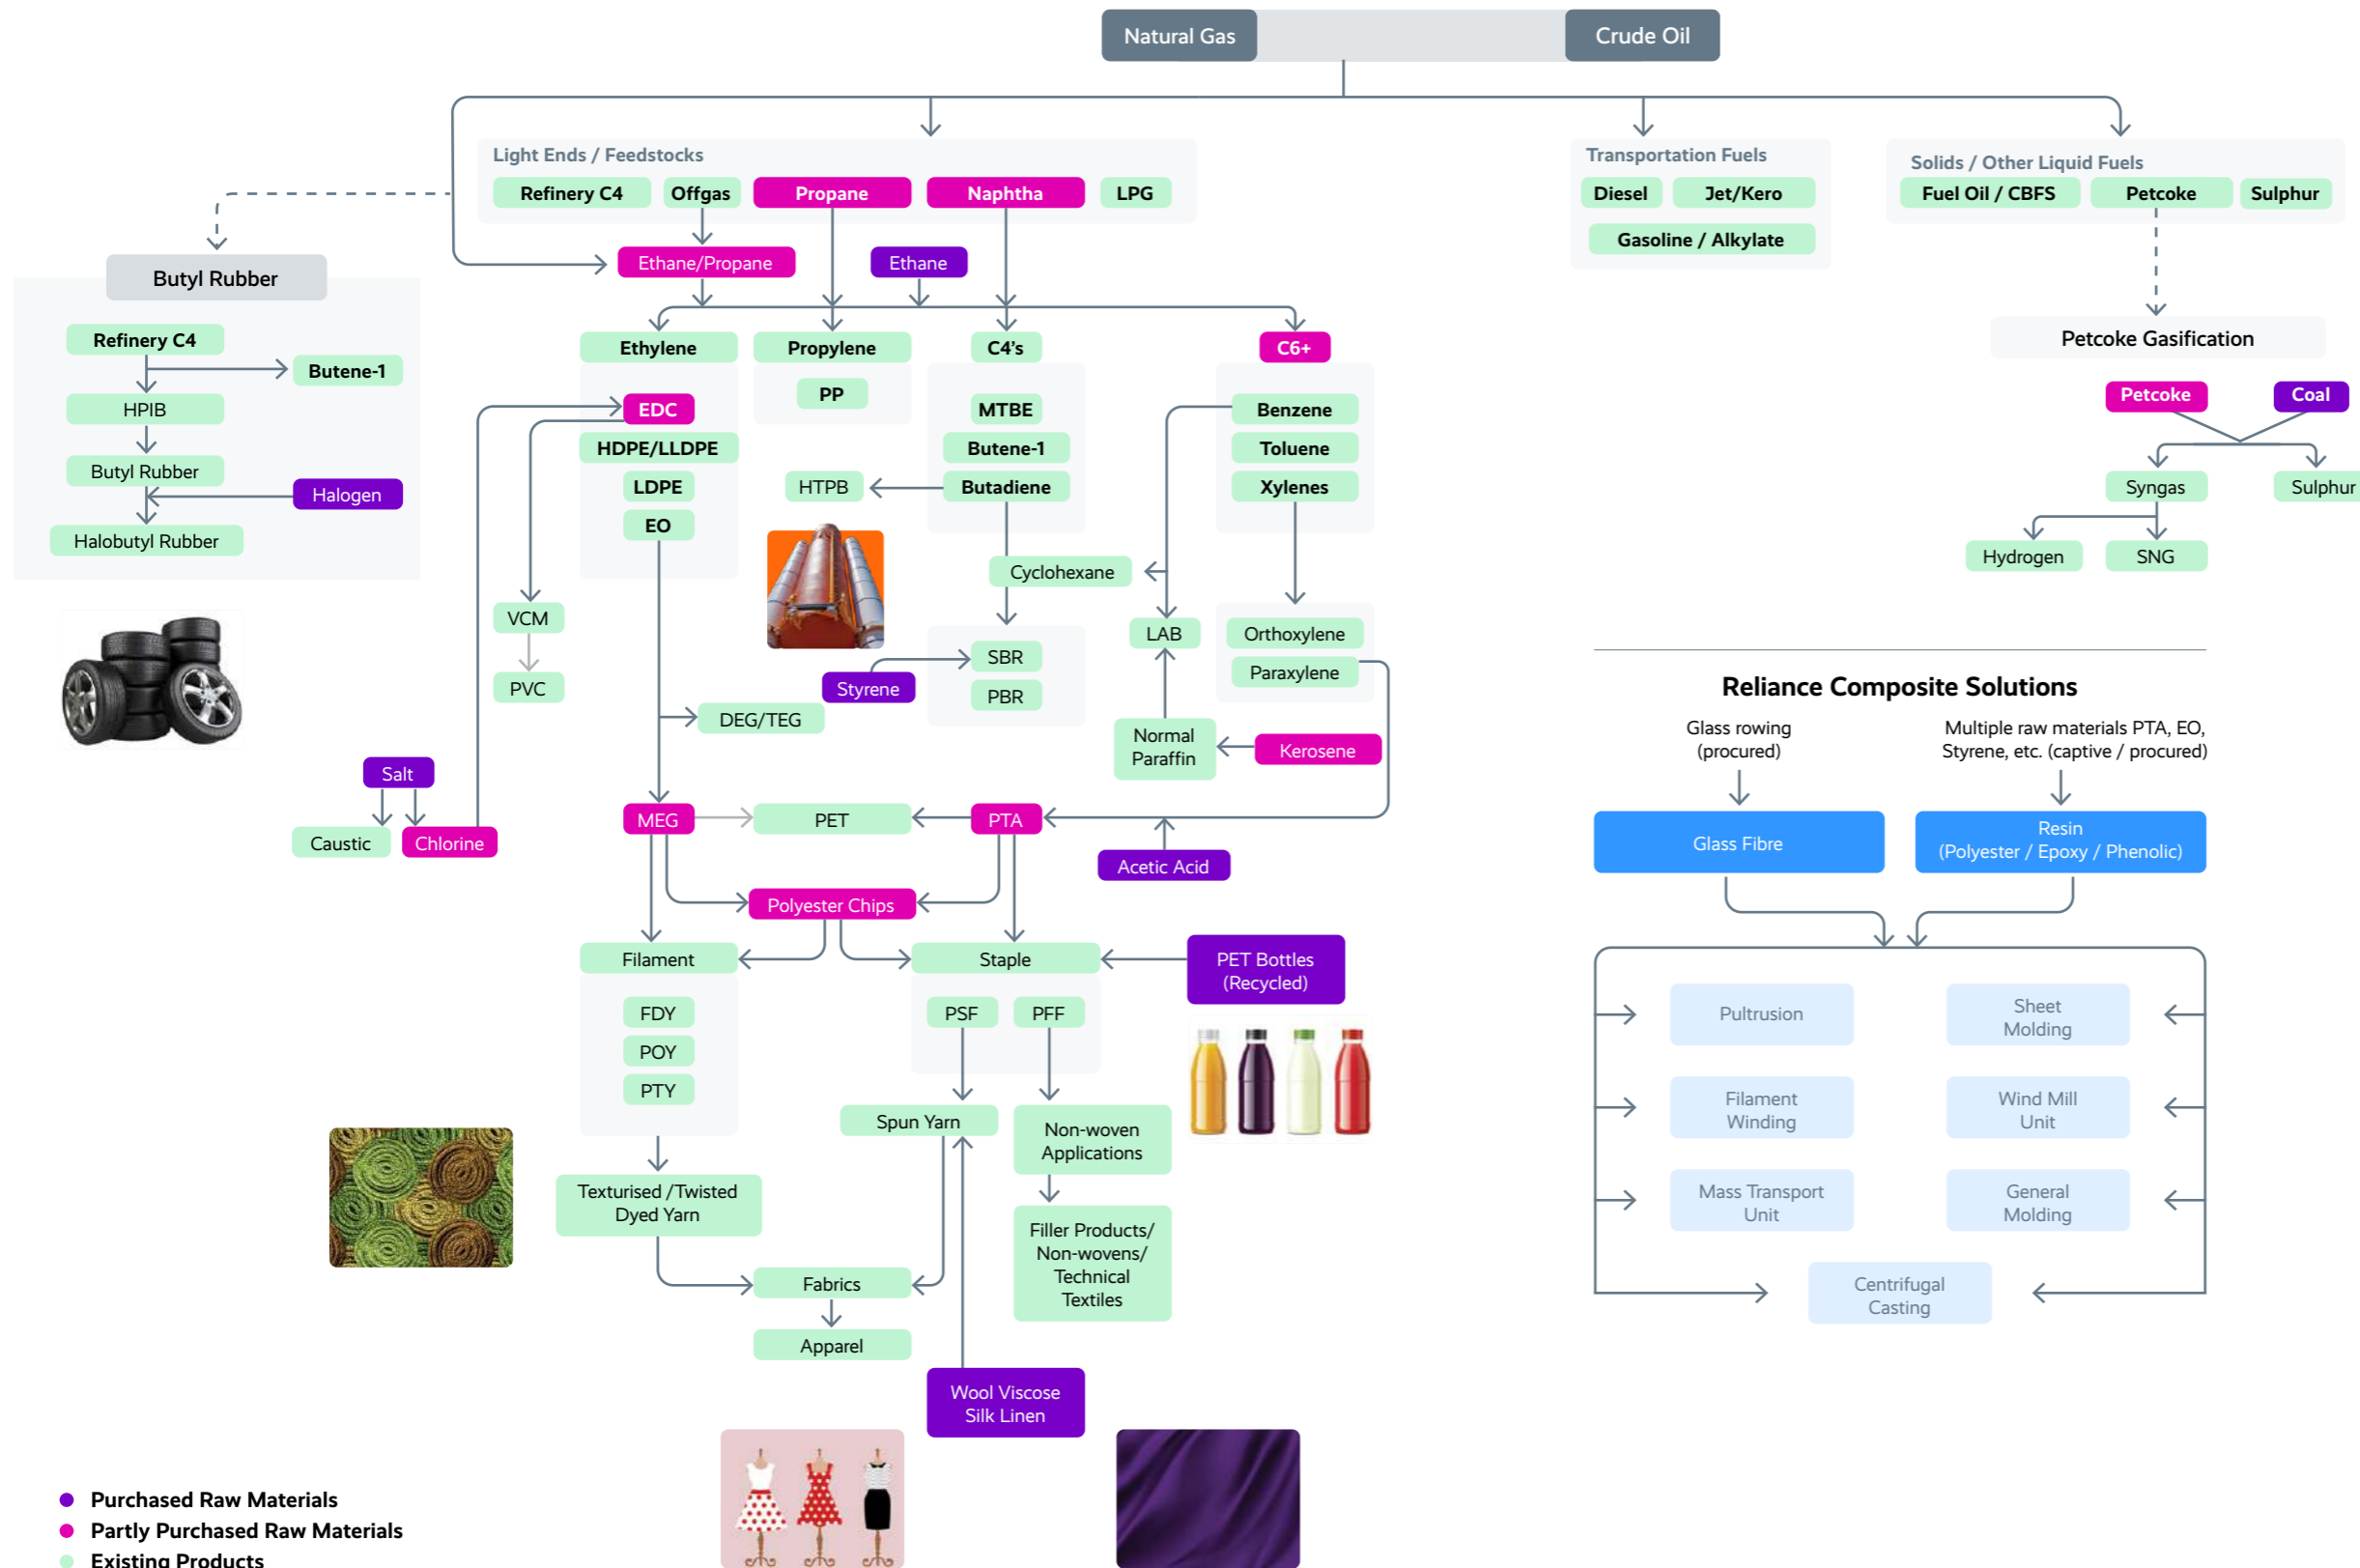 Natural Gas
Crude Oil
Light Ends / Feedstocks
Refinery C4
Offgas
Propane
Naphtha
LPG
Transportation Fuels
Diesel
Jet/Kero
Gasoline / Alkylate
Solids / Other Liquid Fuels
Fuel Oil / CBFS
Petcoke
Sulphur
Ethane/Propane
Ethane
Butyl Rubber
Refinery C4
Butene-1
HPIB
Butyl Rubber
Halogen
Halobutyl Rubber
Ethylene
Propylene
C4's
C6+
EDC
HDPE/LLDPE
LDPE
EO
PP
MTBE
Butene-1
Butadiene
HTPB
Benzene
Toluene
Xylenes
Petcoke Gasification
Petcoke
Coal
Syngas
Sulphur
Hydrogen
SNG
Cyclohexane
VCM
PVC
LAB
Orthoxylene
Paraxylene
SBR
PBR
Styrene
DEG/TEG
Normal
Paraffin
Kerosene
Salt
Caustic
Chlorine
MEG
PET
PTA
Acetic Acid
Polyester Chips
Filament
Staple
PET Bottles
(Recycled)
FDY
POY
PTY
PSF
PFF
Spun Yarn
Non-woven
Applications
Texturised /Twisted
Dyed Yarn
Filler Products/
Non-wovens/
Technical
Textiles
Fabrics
Apparel
Wool Viscose
Silk Linen
Reliance Composite Solutions
Glass rowing
(procured)
Multiple raw materials PTA, EO,
Styrene, etc. (captive / procured)
Glass Fibre
Resin
(Polyester / Epoxy / Phenolic)
Pultrusion
Sheet
Molding
Filament
Winding
Wind Mill
Unit
Mass Transport
Unit
General
Molding
Centrifugal
Casting
Purchased Raw Materials
Partly Purchased Raw Materials
Existing Products